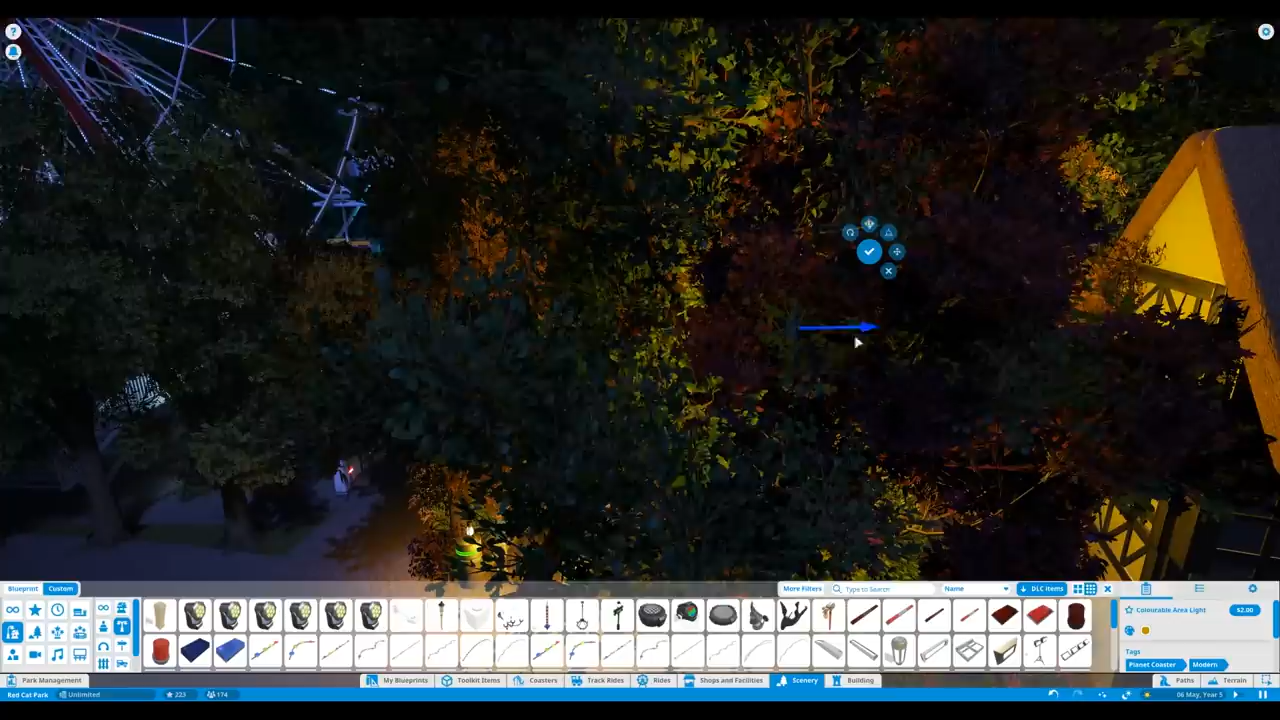 ?
Blueprint Custom
More Filters Type to Search Name DLC items
Colourable Area Light $2.00
Tags
Planet Coaster Modern
Park Management My Blueprints Toolkit Items Coasters Track Rides Rides Shops and Facilities Scenery Building Paths Terrain
Red Cat Park Unlimited 223 174 06 May, Year 5